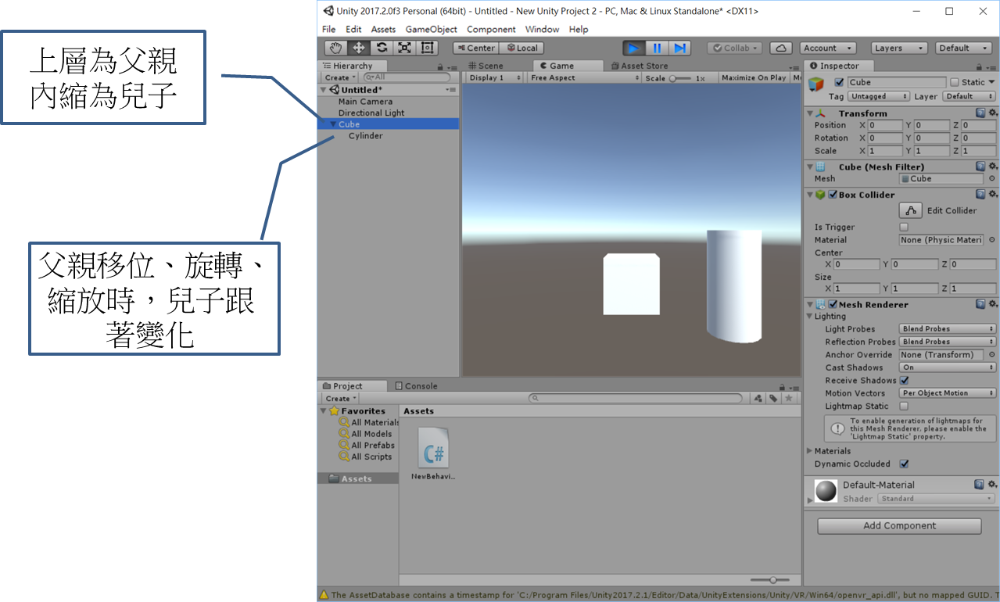 上層為父親
內縮為兒子
父親移位、旋轉、
縮放時，兒子跟
著變化
Unity 2017.2.0f3 Personal (64bit) - Untitled - New Unity Project 2 - PC, Mac & Linux Standalone* <DX11>
File Edit Assets GameObject Component Window Help
Center Local Collab Account Layers Default
Hierarchy
Create All
Untitled*
Main Camera
Directional Light
Cube
Cylinder
Scene Game Asset Store
Display 1 Free Aspect Scale 1x Maximize On Play
Inspector
Cube Static
Tag Untagged Layer Default
Transform
Position X 0 Y 0 Z 0
Rotation X 0 Y 0 Z 0
Scale X 1 Y 1 Z 1
Cube (Mesh Filter)
Mesh Cube
Box Collider
Edit Collider
Is Trigger
Material None (Physic Materi
Center
X 0 Y 0 Z 0
Size
X 1 Y 1 Z 1
Mesh Renderer
Lighting
Light Probes Blend Probes
Reflection Probes Blend Probes
Anchor Override None (Transform)
Cast Shadows On
Receive Shadows
Motion Vectors Per Object Motion
Lightmap Static
To enable generation of lightmaps for
this Mesh Renderer, please enable the
'Lightmap Static' property.
Materials
Dynamic Occluded
Default-Material
Shader Standard
Add Component
Project Console
Create
Favorites
All Materials
All Models
All Prefabs
All Scripts
Assets
Assets
C#
NewBehavi...
The AssetDatabase contains a timestamp for 'C:/Program Files/Unity2017.2.1/Editor/Data/UnityExtensions/Unity/VR/Win64/openvr_api.dll', but no mapped GUID. T